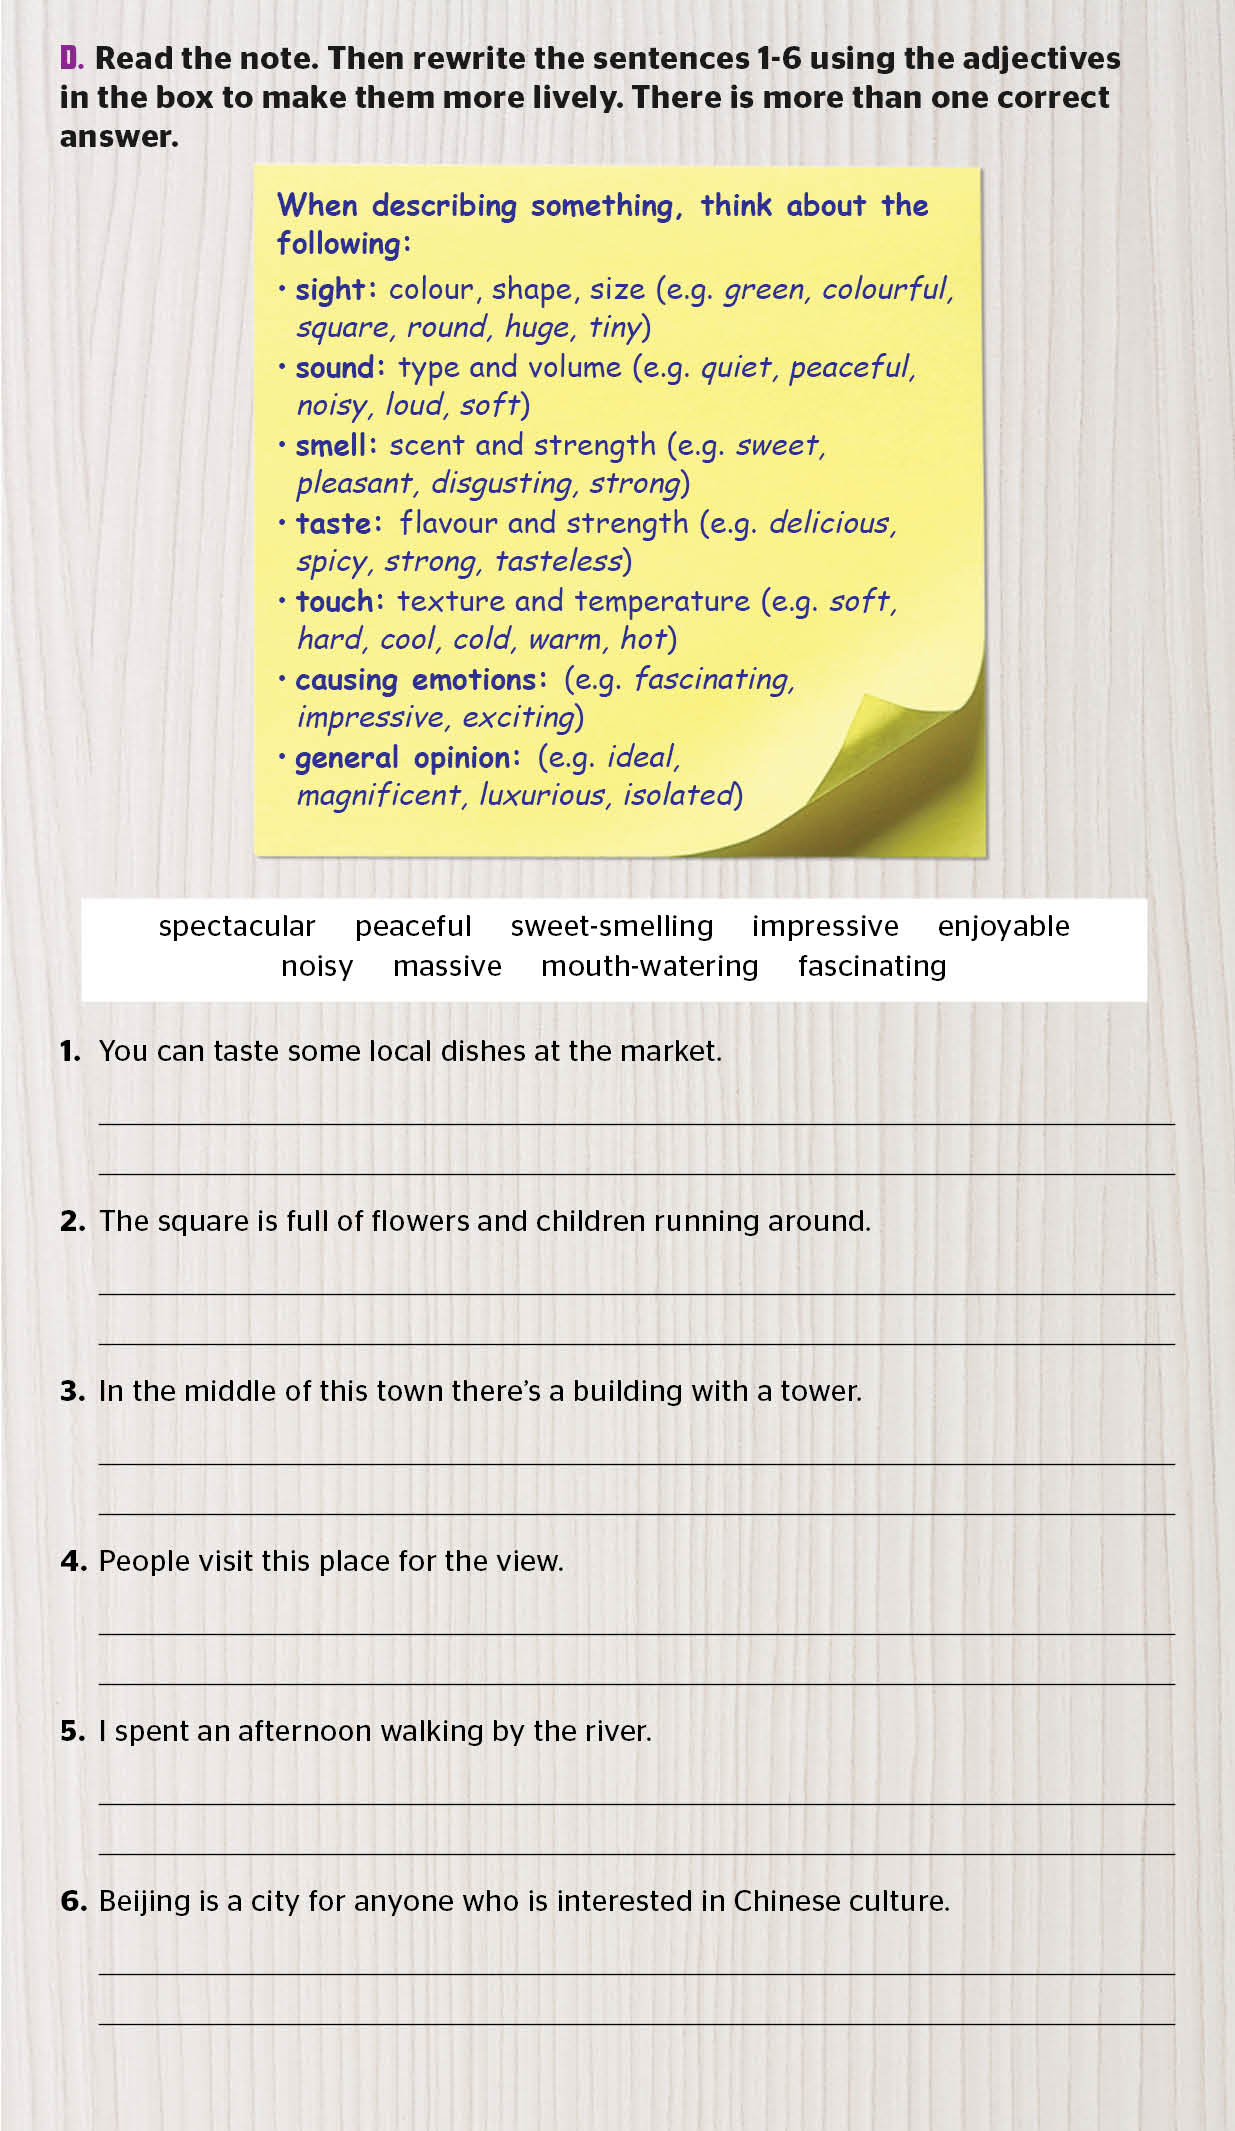 D. Read the note. Then rewrite the sentences 1-6 using the adjectives
in the box to make them more lively. There is more than one correct
answer.
When describing something, think about the
following:
• sight: colour, shape, size (e.g. green, colourful,
square, round, huge, tiny)
• sound: type and volume (e.g. quiet, peaceful,
noisy, loud, soft)
• smell: scent and strength (e.g. sweet,
pleasant, disgusting, strong)
• taste: flavour and strength (e.g. delicious,
spicy, strong, tasteless)
• touch: texture and temperature (e.g. soft,
hard, cool, cold, warm, hot)
• causing emotions: (e.g. fascinating,
impressive, exciting)
• general opinion: (e.g. ideal,
magnificent, luxurious, isolated)
spectacular peaceful sweet-smelling impressive enjoyable
noisy massive mouth-watering fascinating
1. You can taste some local dishes at the market.
2. The square is full of flowers and children running around.
3. In the middle of this town there’s a building with a tower.
4. People visit this place for the view.
5. I spent an afternoon walking by the river.
6. Beijing is a city for anyone who is interested in Chinese culture.